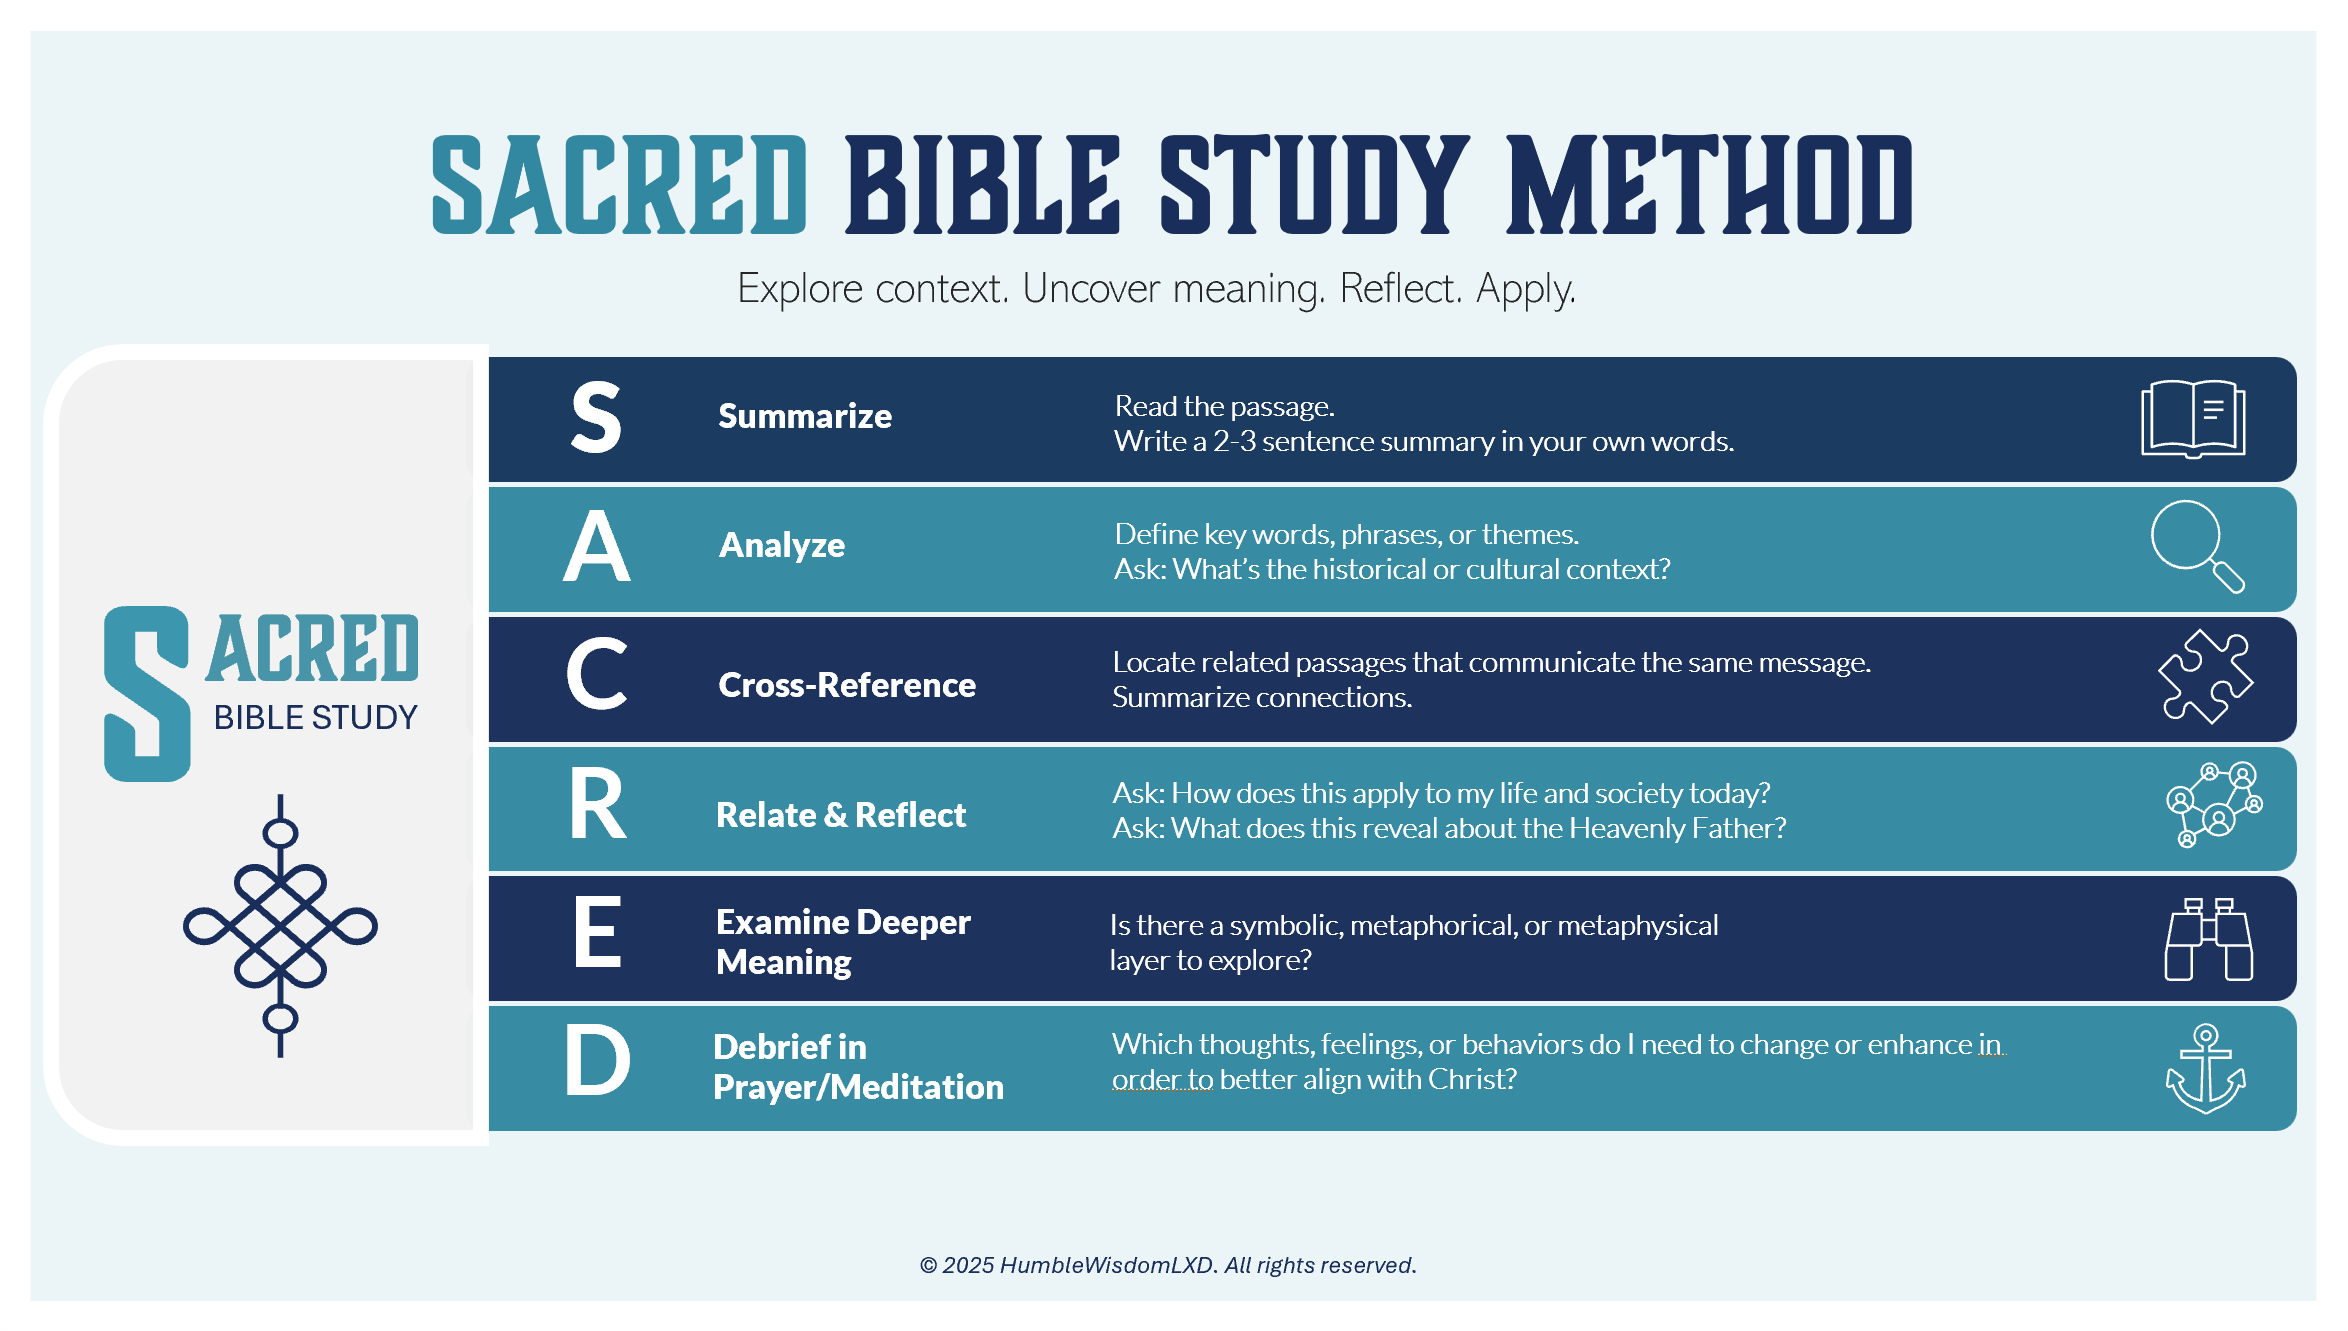 SACRED BIBLE STUDY METHOD
Explore context. Uncover meaning. Reflect. Apply.
SACRED
BIBLE STUDY
S
Summarize
Read the passage.
Write a 2-3 sentence summary in your own words.
A
Analyze
Define key words, phrases, or themes.
Ask: What's the historical or cultural context?
C
Cross-Reference
Locate related passages that communicate the same message.
Summarize connections.
R
Relate & Reflect
Ask: How does this apply to my life and society today?
Ask: What does this reveal about the Heavenly Father?
E
Examine Deeper
Meaning
Is there a symbolic, metaphorical, or metaphysical
layer to explore?
D
Debrief in
Prayer/Meditation
Which thoughts, feelings, or behaviors do I need to change or enhance in
order to better align with Christ?
© 2025 HumbleWisdomLXD. All rights reserved.